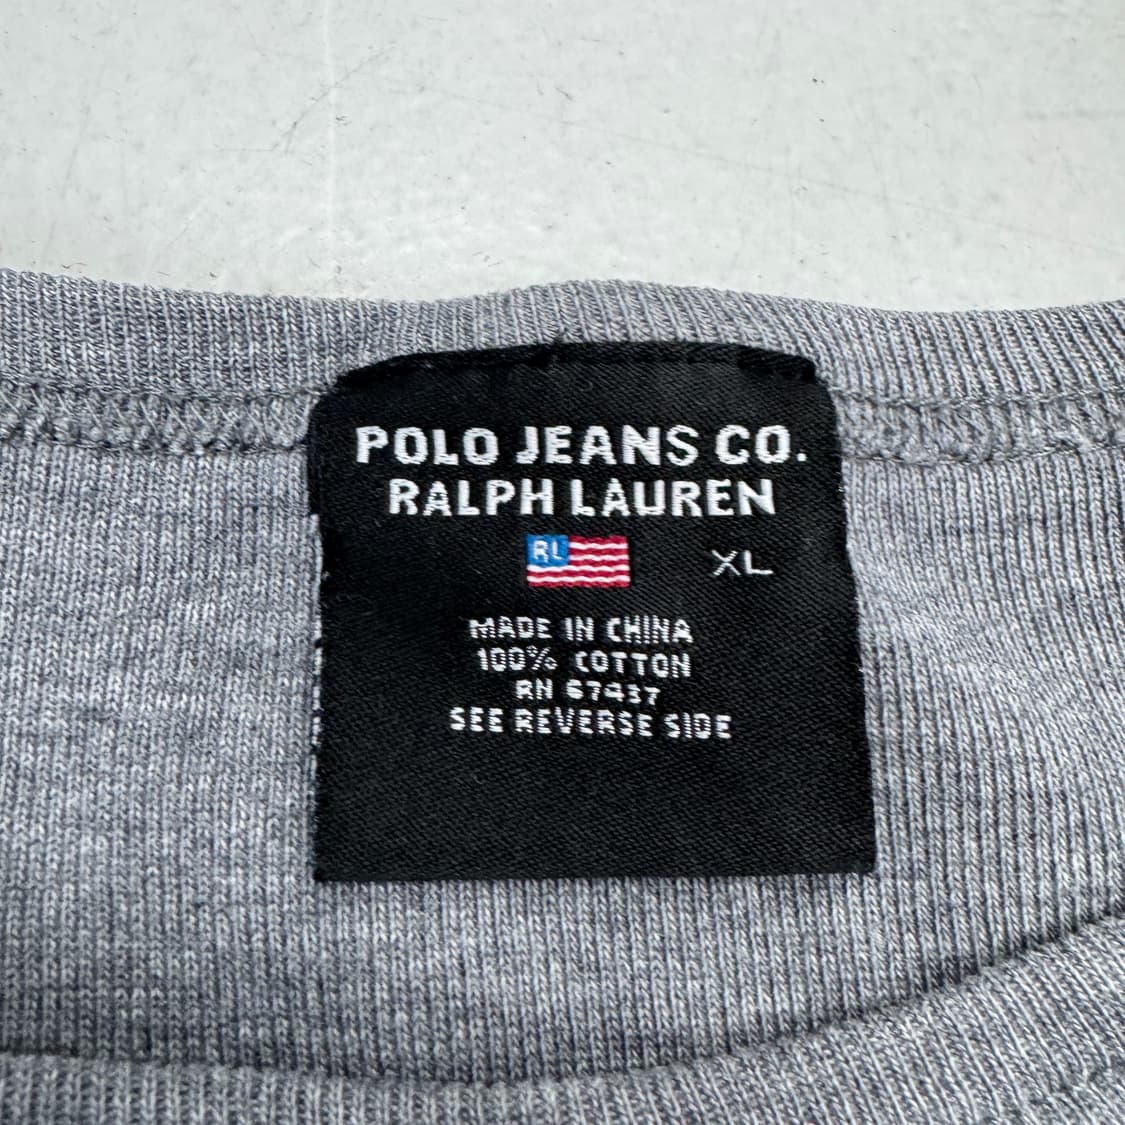 POLO JEANS CO.
RALPH LAUREN
RL
XL
MADE IN CHINA
100% COTTON
RN 67437
SEE REVERSE SIDE